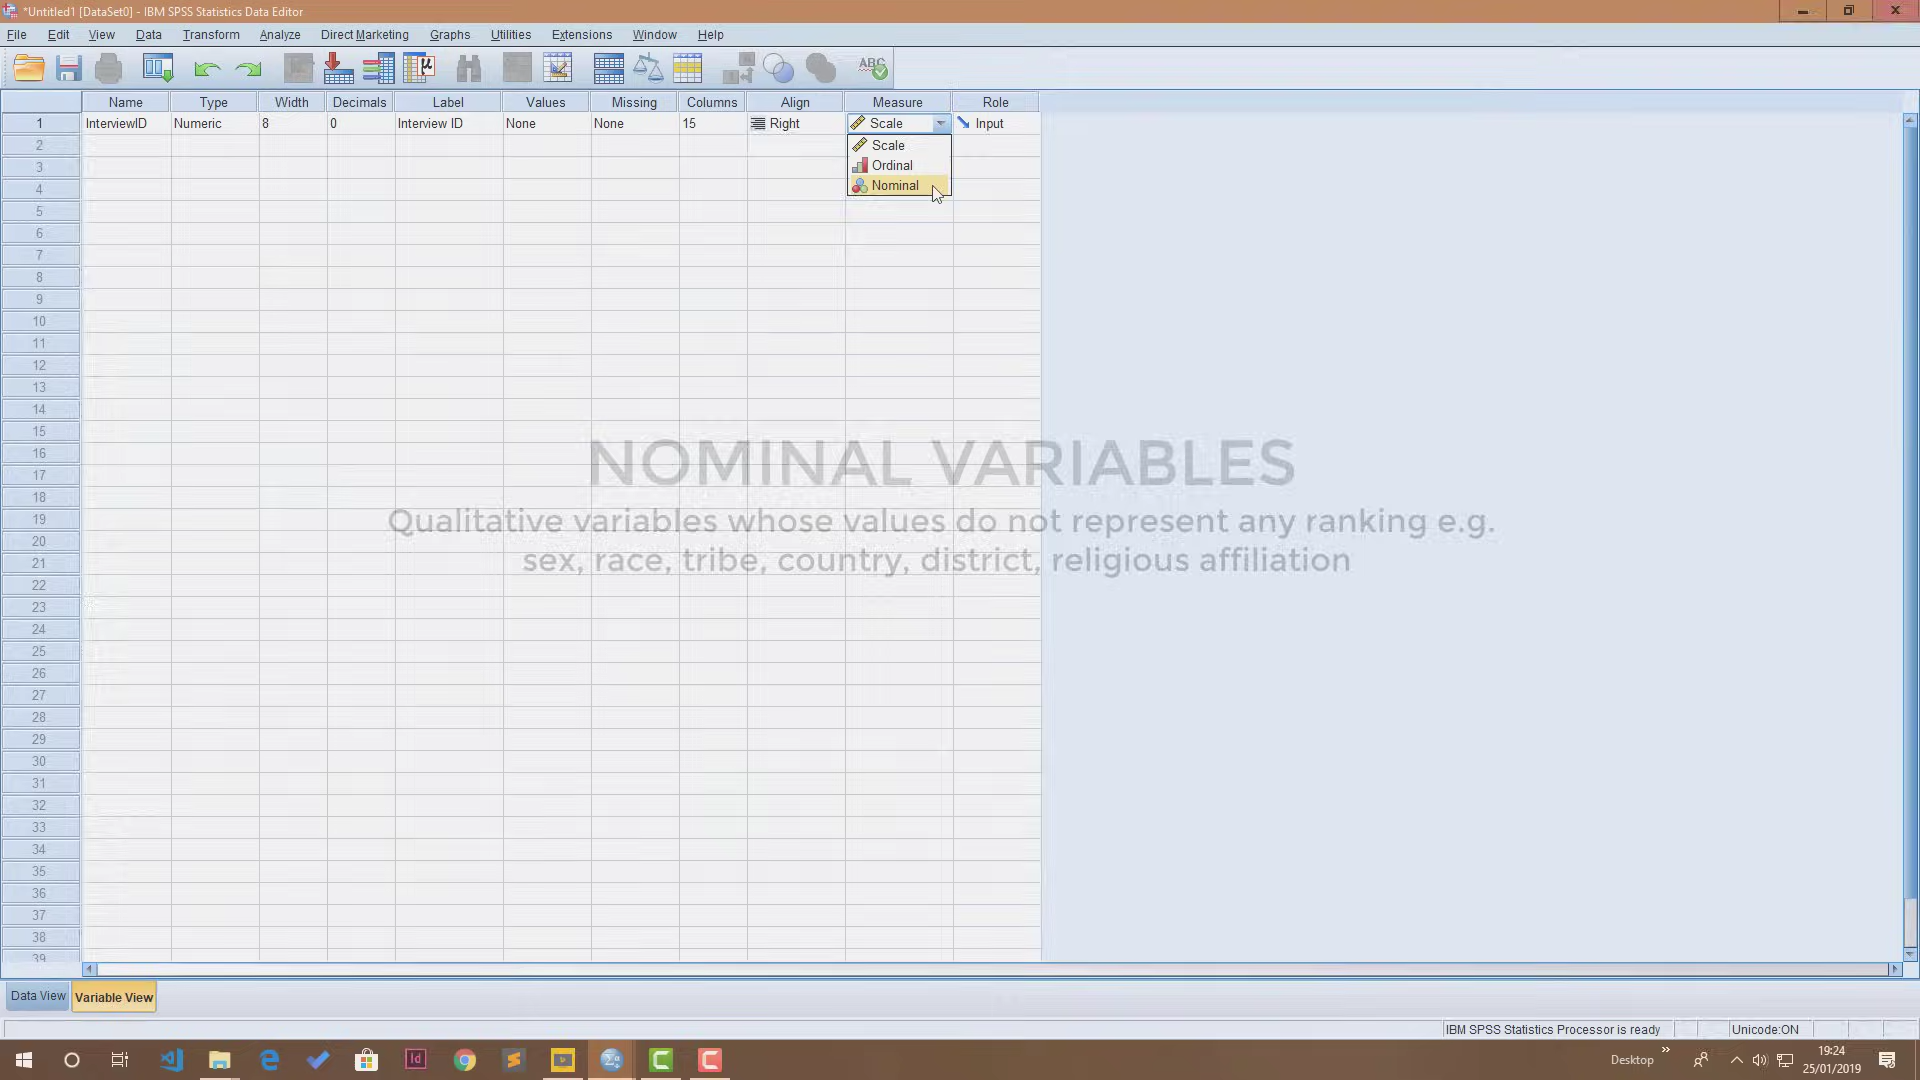 *Untitled1 [DataSet0] - IBM SPSS Statistics Data Editor
File Edit View Data Transform Analyze Direct Marketing Graphs Utilities Extensions Window Help
Name Type Width Decimals Label Values Missing Columns Align Measure Role
1 InterviewID Numeric 8 0 Interview ID None None 15 Right Scale Input
2 Scale
3 Ordinal
4 Nominal
5
6
7
8
9
10
11
12
13
14
15
16
17
18
19
20
21
22
23
24
25
26
27
28
29
30
31
32
33
34
35
36
37
38
39
NOMINAL VARIABLES
Qualitative variables whose values do not represent any ranking e.g.
sex, race, tribe, country, district, religious affiliation
Data View Variable View
IBM SPSS Statistics Processor is ready Unicode:ON
Desktop 19:24
25/01/2019